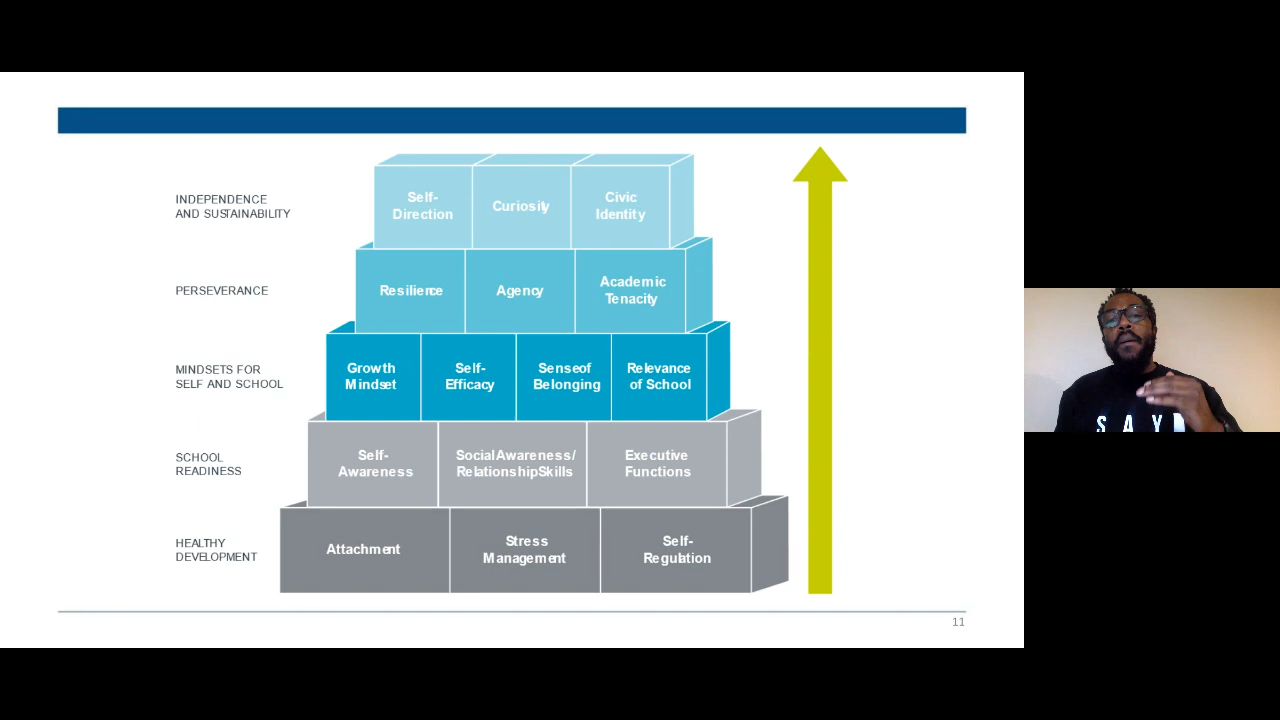 INDEPENDENCE
AND SUSTAINABILITY
Self-
Direction
Curiosity
Civic
Identity
PERSEVERANCE
Resilience
Agency
Academic
Tenacity
MINDSETS FOR
SELF AND SCHOOL
Growth
Mindset
Self-
Efficacy
Sense of
Belonging
Relevance
of School
SCHOOL
READINESS
Self-
Awareness
Social Awareness/
Relationship Skills
Executive
Functions
HEALTHY
DEVELOPMENT
Attachment
Stress
Management
Self-
Regulation
11
S A Y